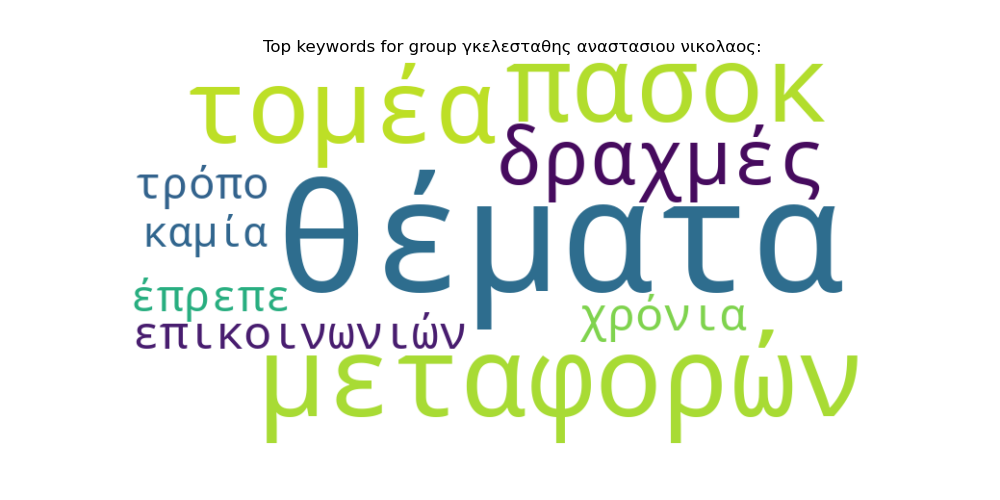 Top keywords for group γκελεσταθης αναστασιου νικολαος:
τομέα πασοκ
δραχμές
τρόπο
καμία
θέματα
έπρεπε
χρόνια
επικοινωνιών
μεταφορών